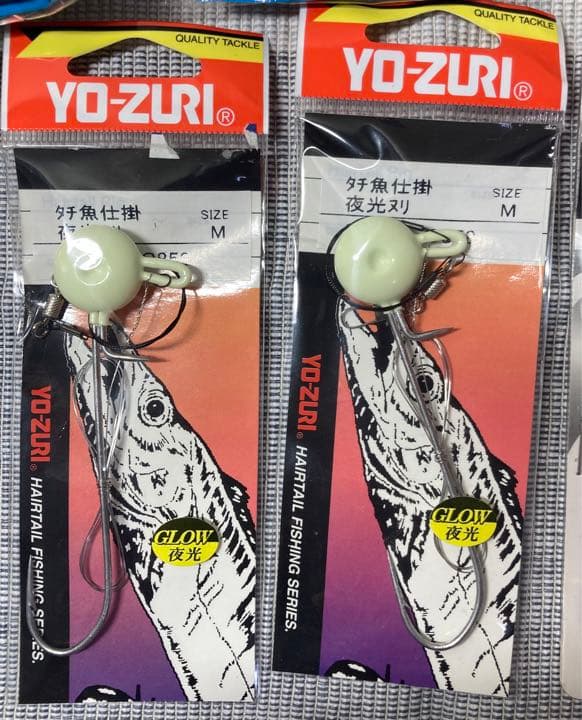 QUALITY TACKLE
YO-ZURI®
タチ魚仕掛
SIZE
M
YO-ZURI® HAIRTAIL FISHING SERIES.
GLOW
夜光
QUALITY TACKLE
YO-ZURI®
タチ魚仕掛
夜光ヌリ
SIZE
M
YO-ZURI® HAIRTAIL FISHING SERIES.
GLOW
夜光